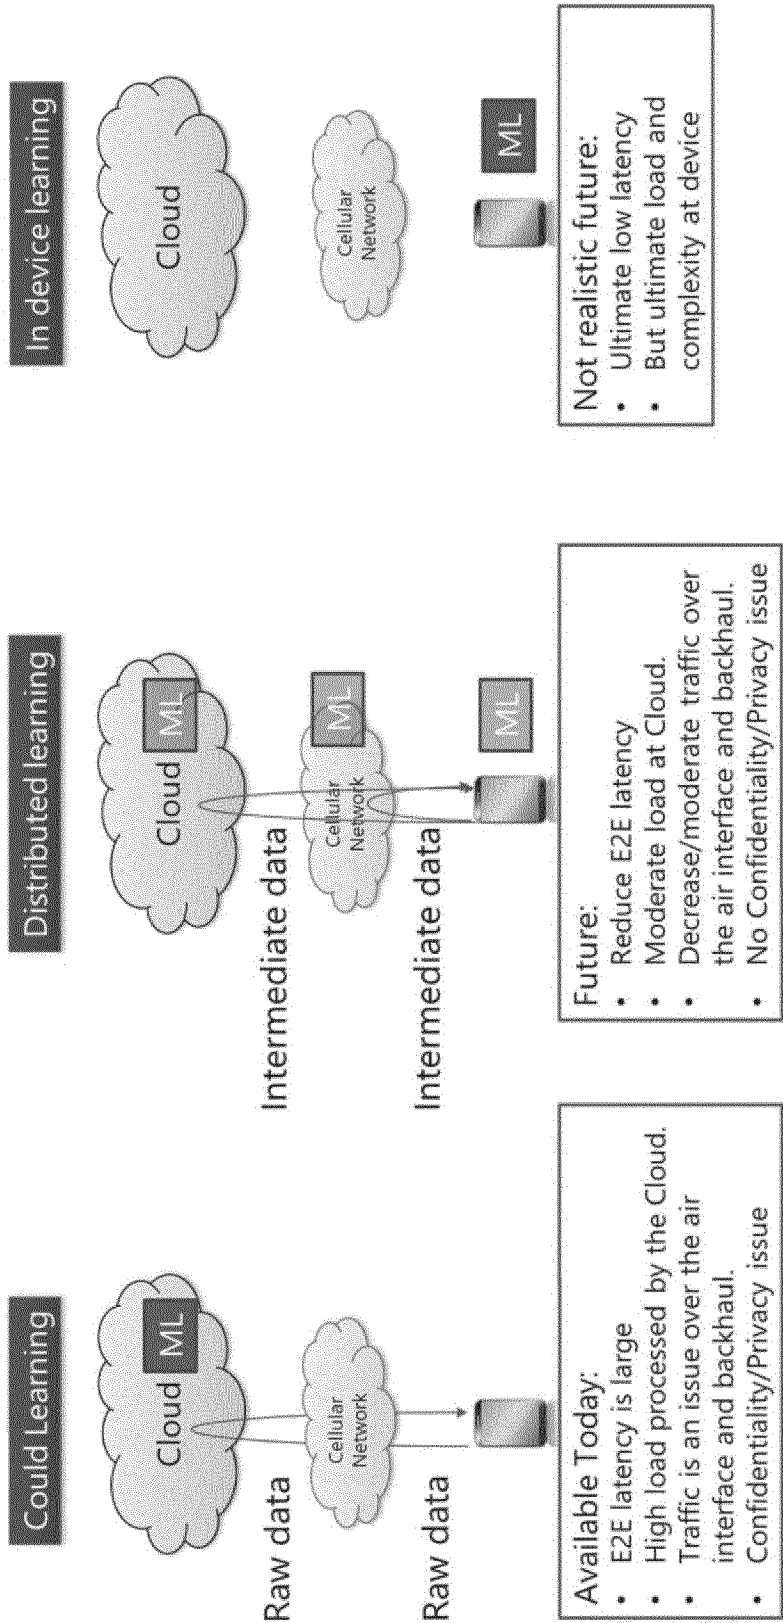 Could Learning
Cloud
ML
Raw data
Cellular
Network
Raw data
Available Today:
• E2E latency is large
• High load processed by the Cloud.
• Traffic is an issue over the air
interface and backhaul.
• Confidentiality/Privacy issue
Distributed learning
Cloud
ML
Intermediate data
Cellular
Network
ML
Intermediate data
ML
Future:
• Reduce E2E latency
• Moderate load at Cloud.
• Decrease/moderate traffic over
the air interface and backhaul.
• No Confidentiality/Privacy issue
In device learning
Cloud
Cellular
Network
ML
Not realistic future:
• Ultimate low latency
• But ultimate load and
complexity at device